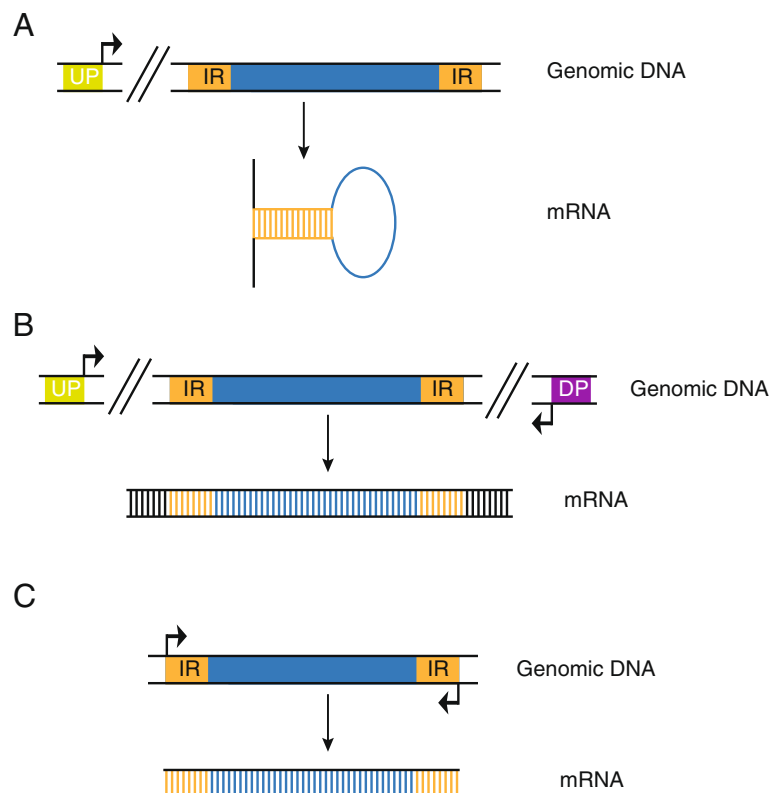 A
UP IR IR Genomic DNA
mRNA
B
UP IR IR DP Genomic DNA
mRNA
C
IR IR Genomic DNA
mRNA